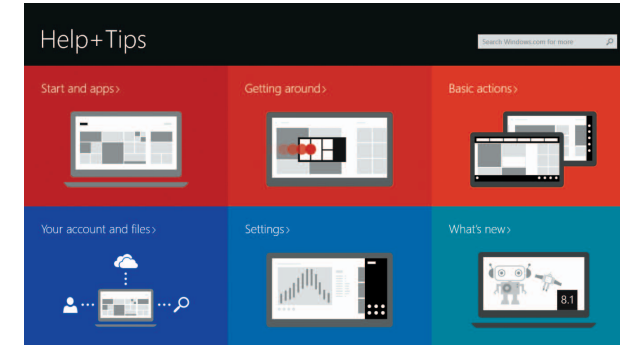 Help+Tips
Search Windows.com for more
Start and apps>
Getting around>
Basic actions>
Your account and files>
Settings>
What's new>
8.1